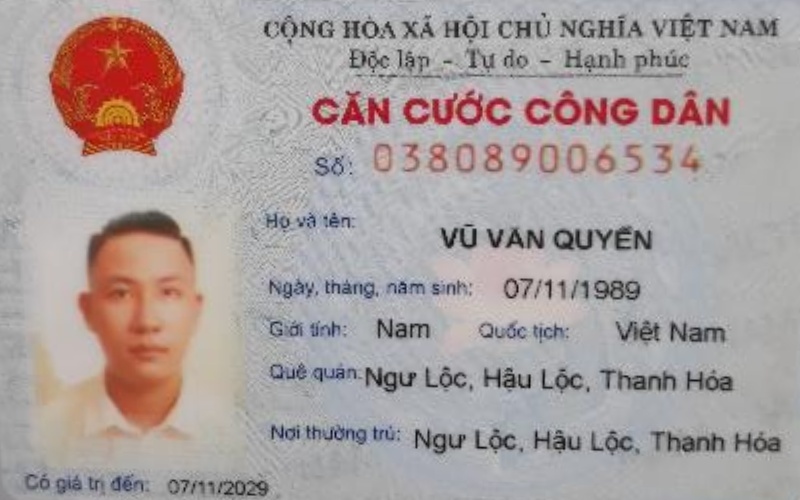 CỘNG HÒA XÃ HỘI CHỦ NGHĨA VIỆT NAM
Độc lập - Tự do - Hạnh phúc
CĂN CƯỚC CÔNG DÂN
Số: 038089006534
Họ và tên: VŨ VĂN QUYỀN
Ngày, tháng, năm sinh: 07/11/1989
Giới tính: Nam Quốc tịch: Việt Nam
Quê quán: Ngư Lộc, Hậu Lộc, Thanh Hóa
Nơi thường trú: Ngư Lộc, Hậu Lộc, Thanh Hóa
Có giá trị đến: 07/11/2029